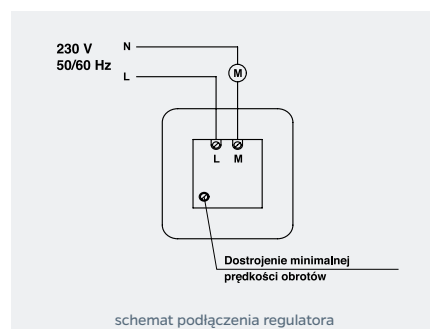 230 V
50/60 Hz
N
L
M
L M
Dostrojenie minimalnej
prędkości obrotów
schemat podłączenia regulatora